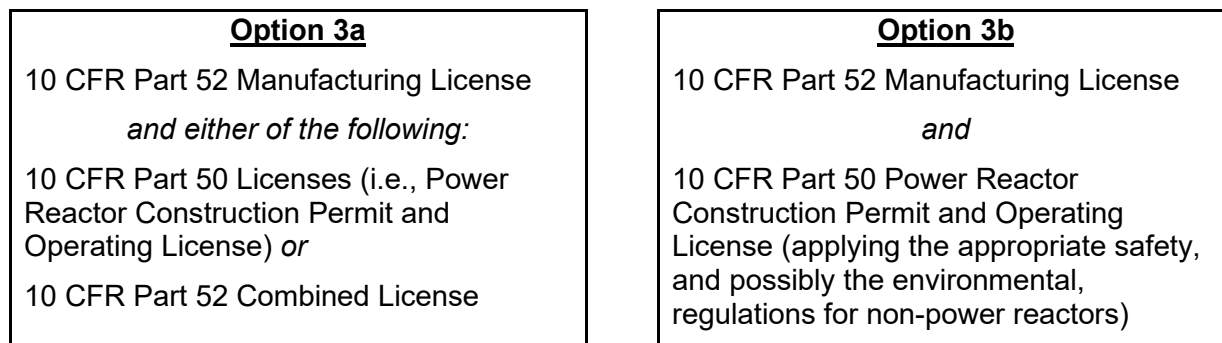 Option 3a
10 CFR Part 52 Manufacturing License
and either of the following:
10 CFR Part 50 Licenses (i.e., Power
Reactor Construction Permit and
Operating License) or
10 CFR Part 52 Combined License
Option 3b
10 CFR Part 52 Manufacturing License
and
10 CFR Part 50 Power Reactor
Construction Permit and Operating
License (applying the appropriate safety,
and possibly the environmental,
regulations for non-power reactors)